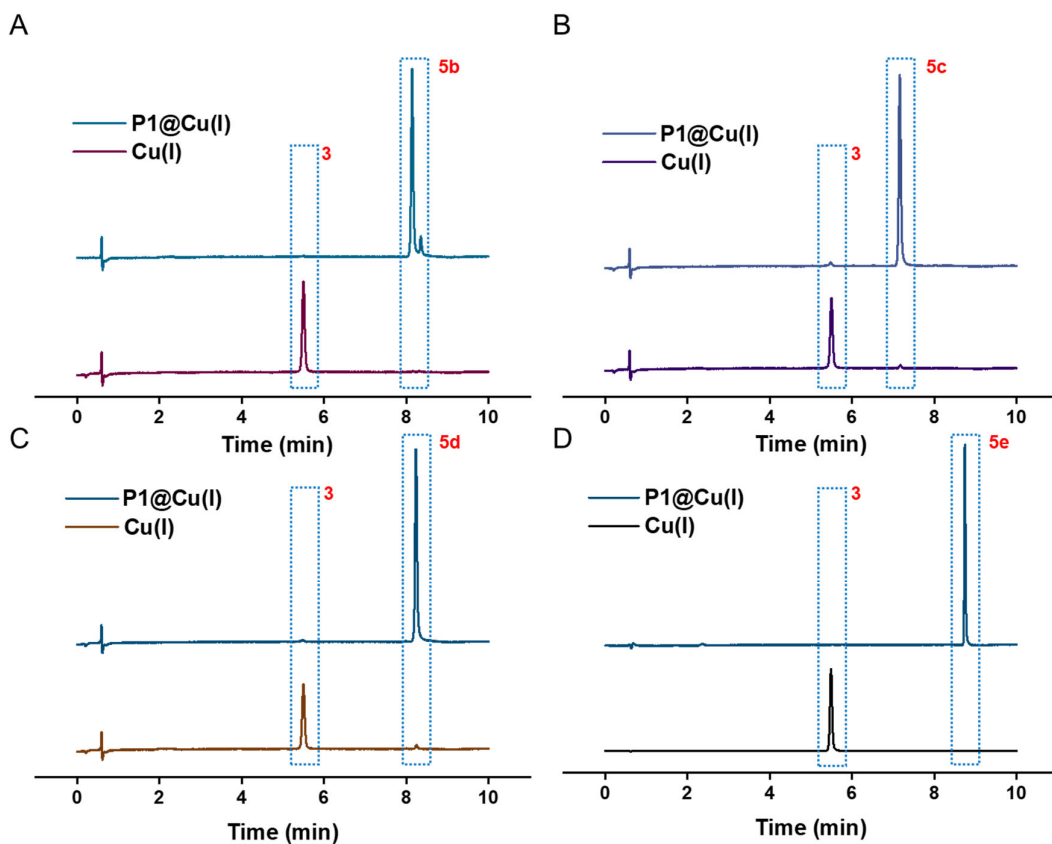 A
5b
P1@Cu(I)
Cu(I)
3
0 2 4 6 8 10
Time (min)
B
5c
P1@Cu(I)
Cu(I)
3
0 2 4 6 8 10
Time (min)
C
5d
P1@Cu(I)
Cu(I)
3
0 2 4 6 8 10
Time (min)
D
5e
P1@Cu(I)
Cu(I)
3
0 2 4 6 8 10
Time (min)